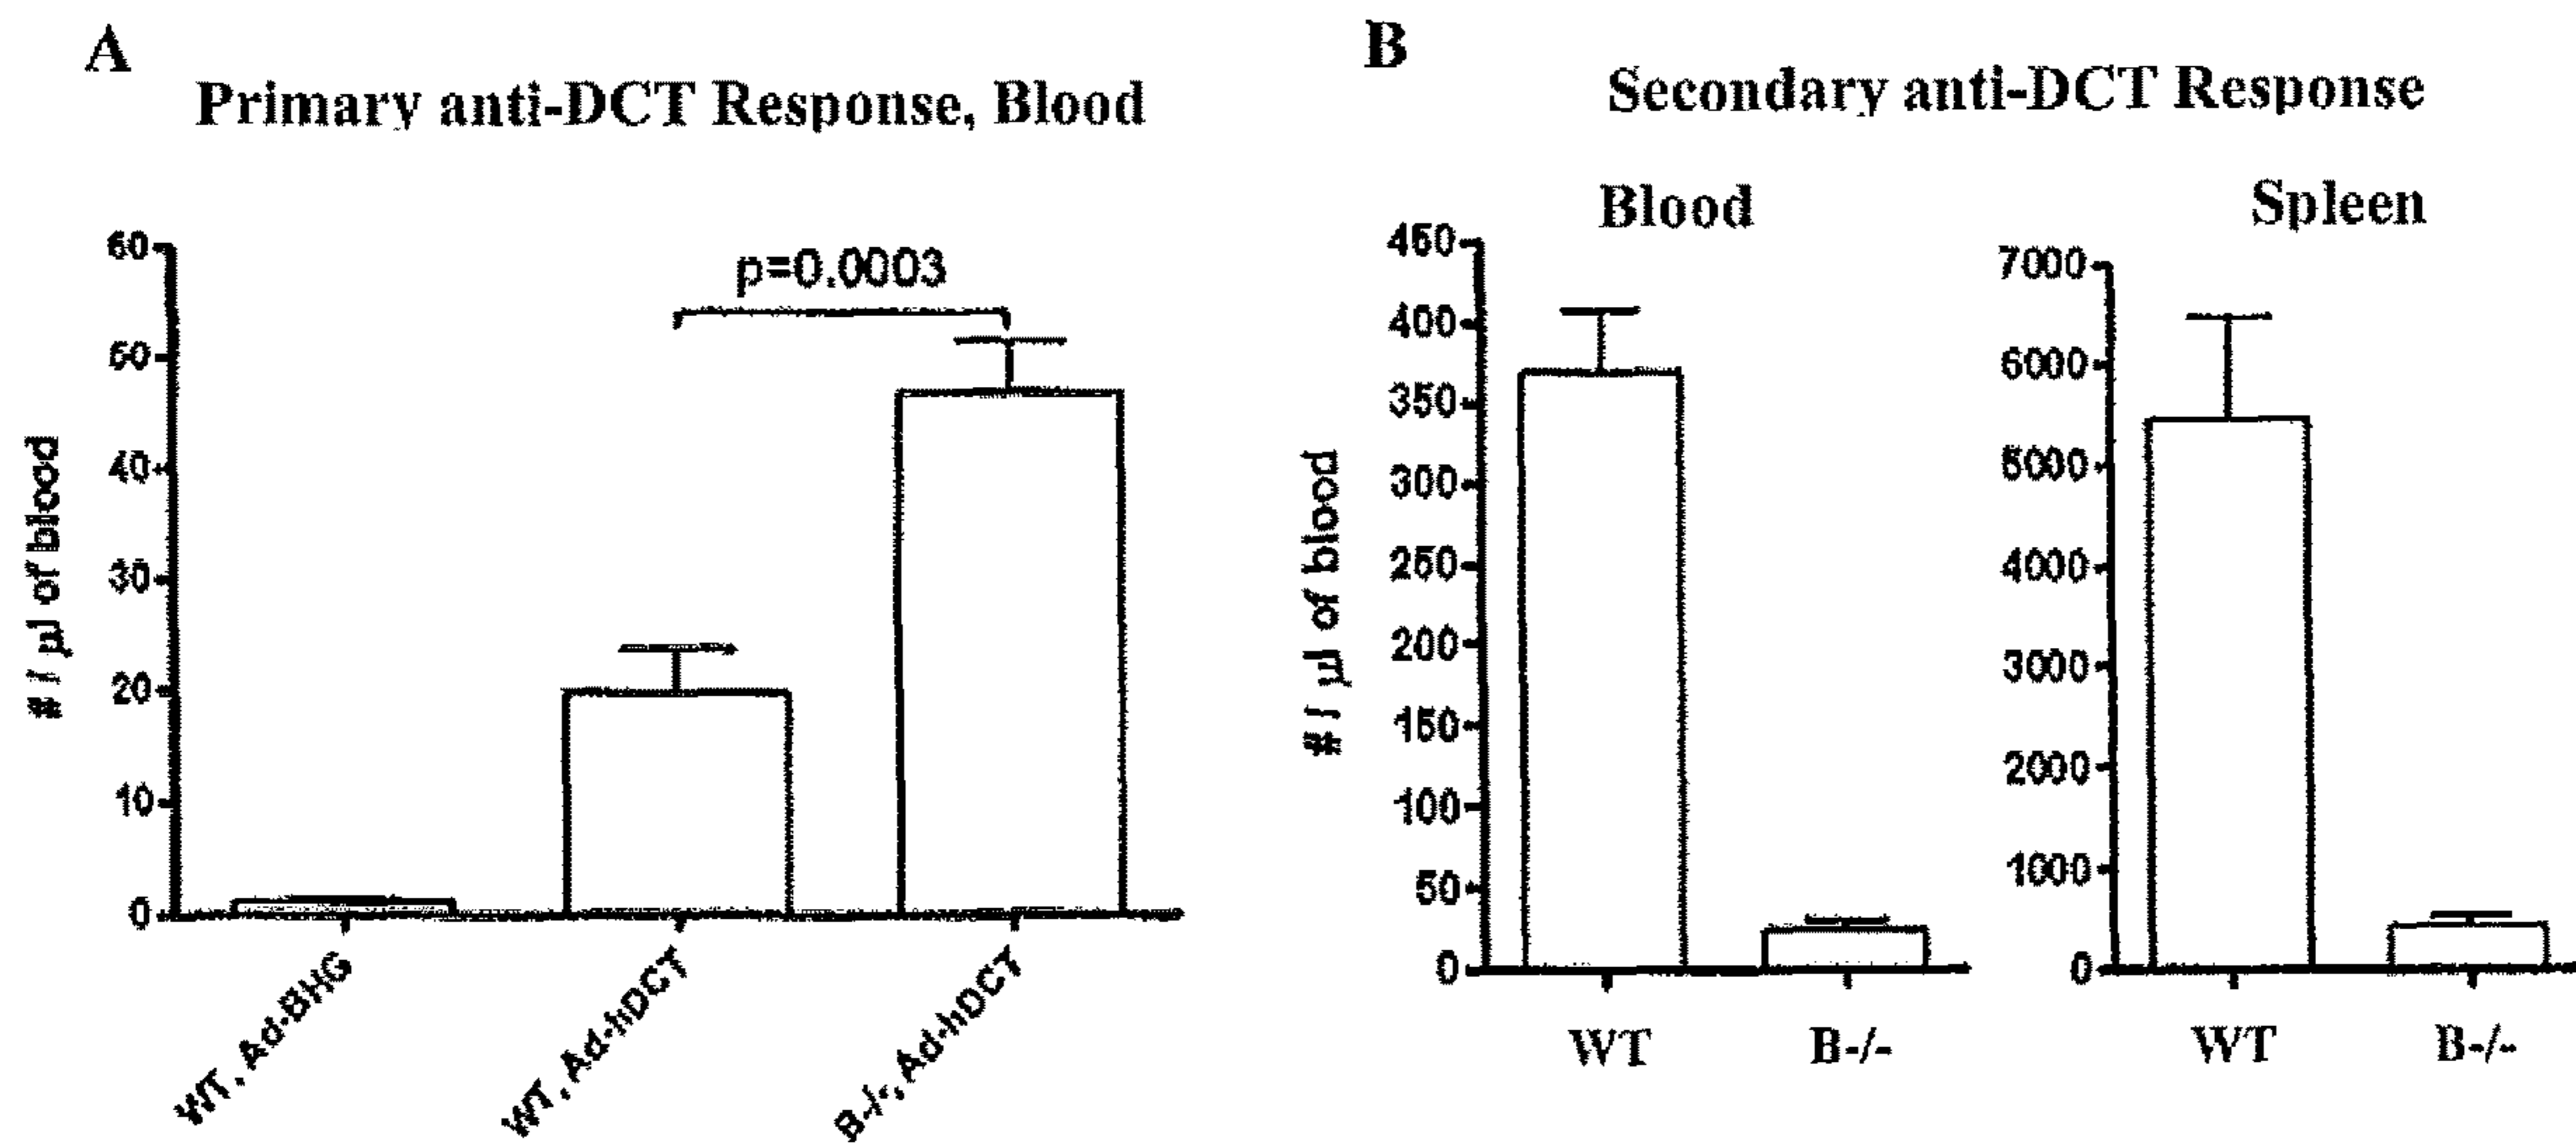 A
Primary anti-DCT Response, Blood
# / µl of blood
60
50
40
30
20
10
0
p=0.0003
WT, Ad-BHG
WT, Ad-hDCT
B-/-, Ad-hDCT
B
Secondary anti-DCT Response
Blood
# / µl of blood
450
400
350
300
250
200
150
100
50
0
WT
B-/-
Spleen
7000
6000
5000
4000
3000
2000
1000
0
WT
B-/-